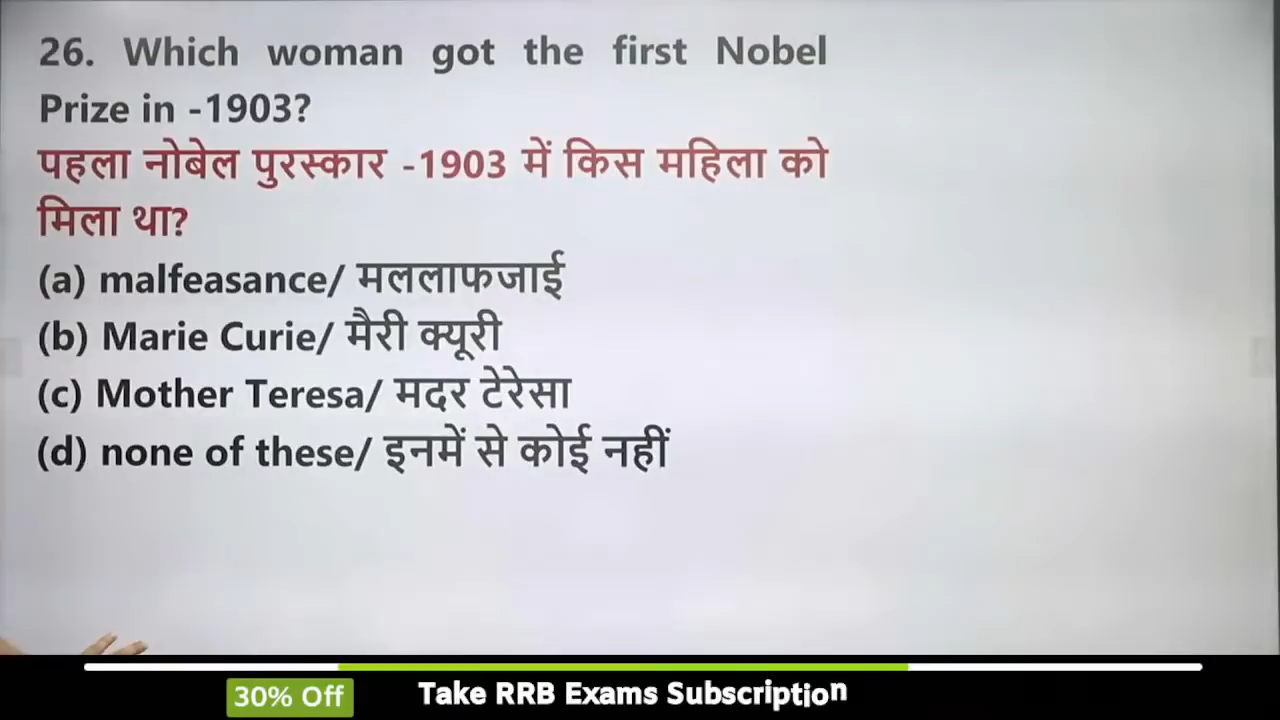 26. Which woman got the first Nobel
Prize in -1903?
पहला नोबेल पुरस्कार -1903 में किस महिला को
मिला था?
(a) malfeasance/ मललाफजाई
(b) Marie Curie/ मैरी क्यूरी
(c) Mother Teresa/ मदर टेरेसा
(d) none of these/ इनमें से कोई नहीं
30% Off Take RRB Exams Subscription